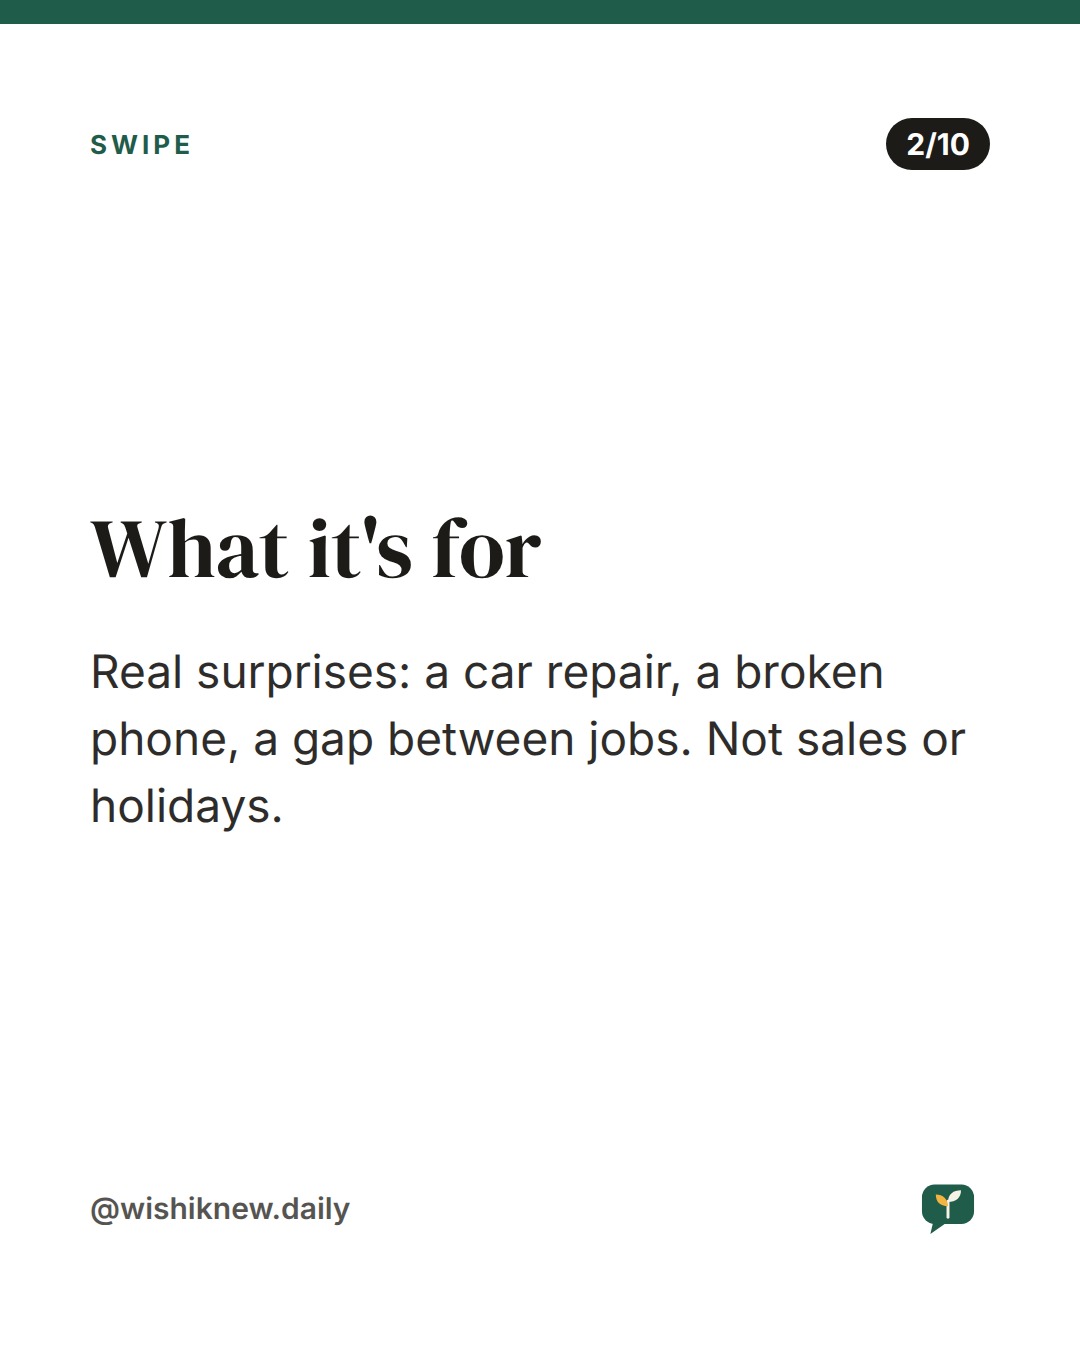 SWIPE
2/10
What it's for
Real surprises: a car repair, a broken
phone, a gap between jobs. Not sales or
holidays.
@wishiknew.daily